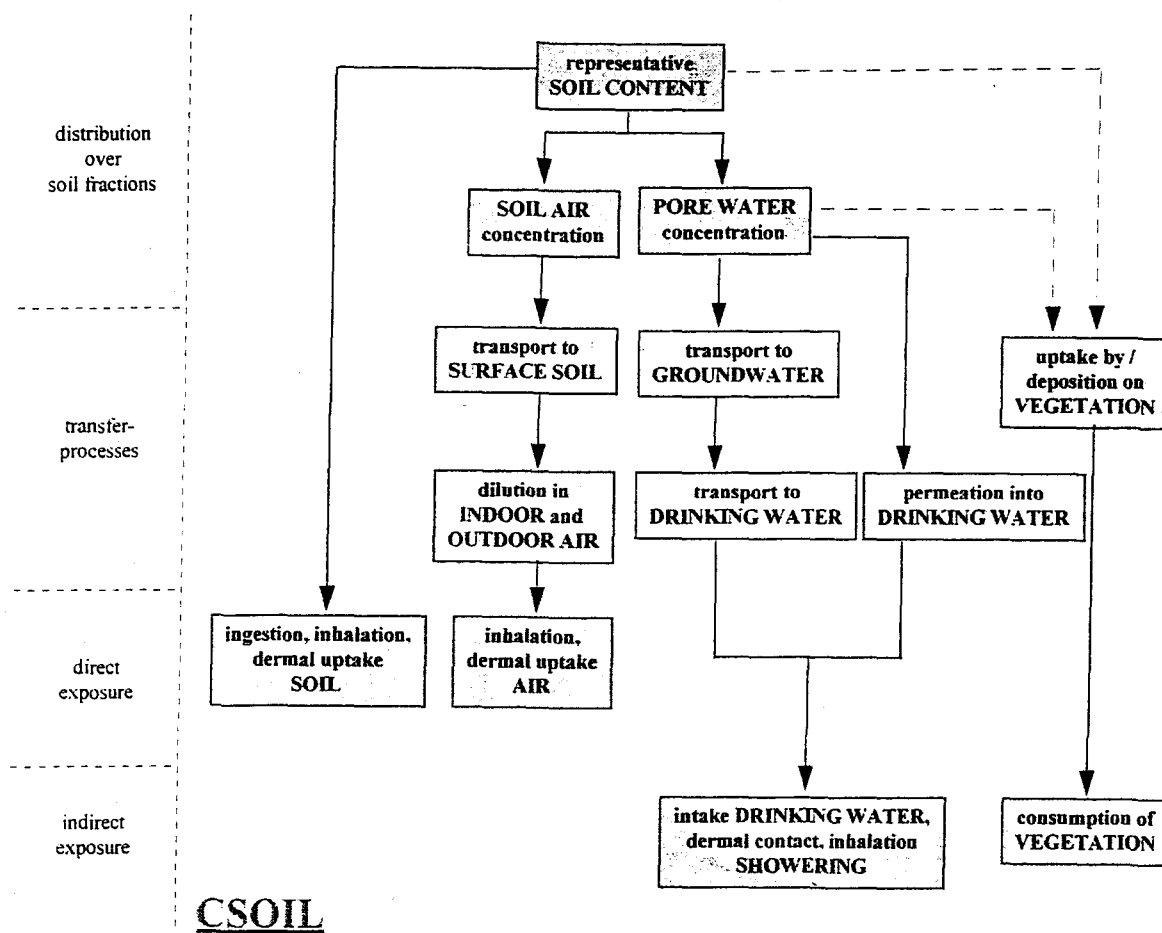 representative
SOIL CONTENT
distribution
over
soil fractions
SOIL AIR
concentration
PORE WATER
concentration
transport to
SURFACE SOIL
transport to
GROUNDWATER
uptake by /
deposition on
VEGETATION
transfer-
processes
dilution in
INDOOR and
OUTDOOR AIR
transport to
DRINKING WATER
permeation into
DRINKING WATER
direct
exposure
ingestion, inhalation,
dermal uptake
SOIL
inhalation,
dermal uptake
AIR
indirect
exposure
intake DRINKING WATER,
dermal contact, inhalation
SHOWERING
consumption of
VEGETATION
CSOIL